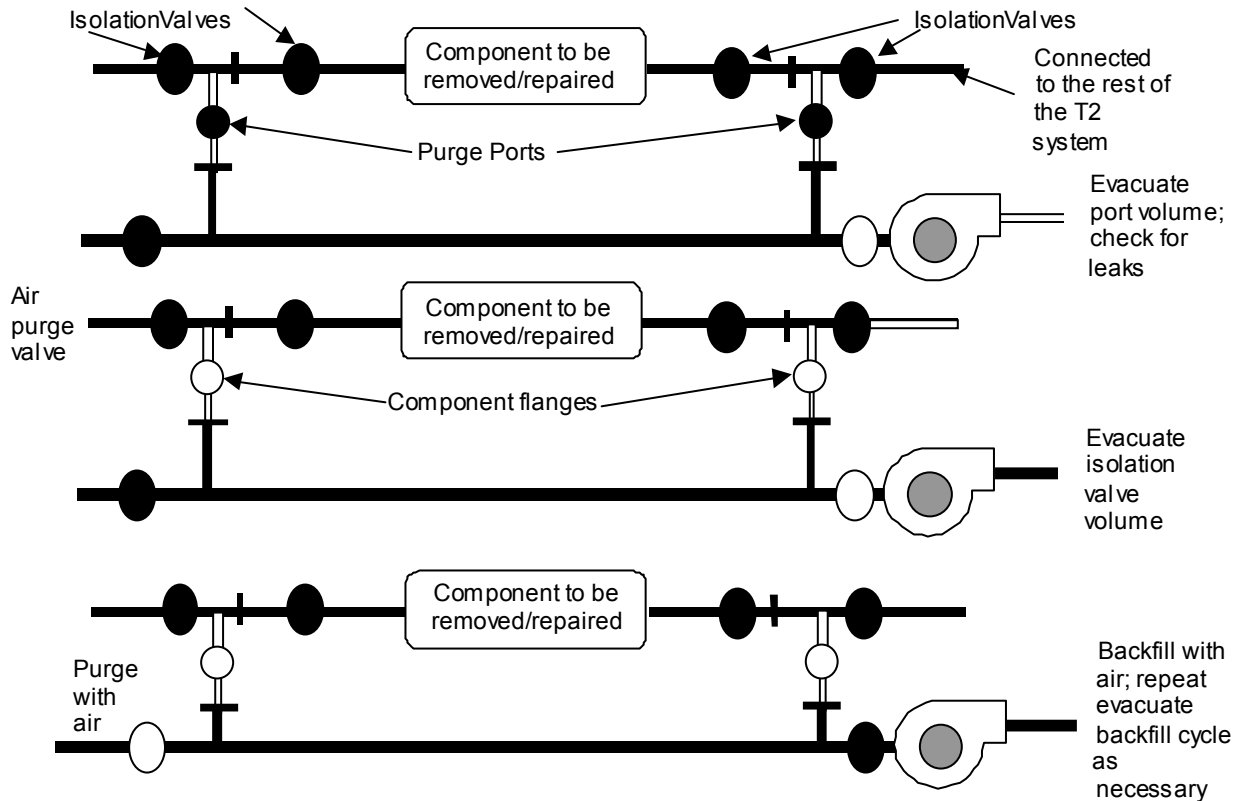 IsolationValves
IsolationValves
Component to be
removed/repaired
Connected
to the rest of
the T2
system
Purge Ports
Evacuate
port volume;
check for
leaks
Air
purge
valve
Component to be
removed/repaired
Component flanges
Evacuate
isolation
valve
volume
Component to be
removed/repaired
Purge
with
air
Backfill with
air; repeat
evacuate
backfill cycle
as
necessary